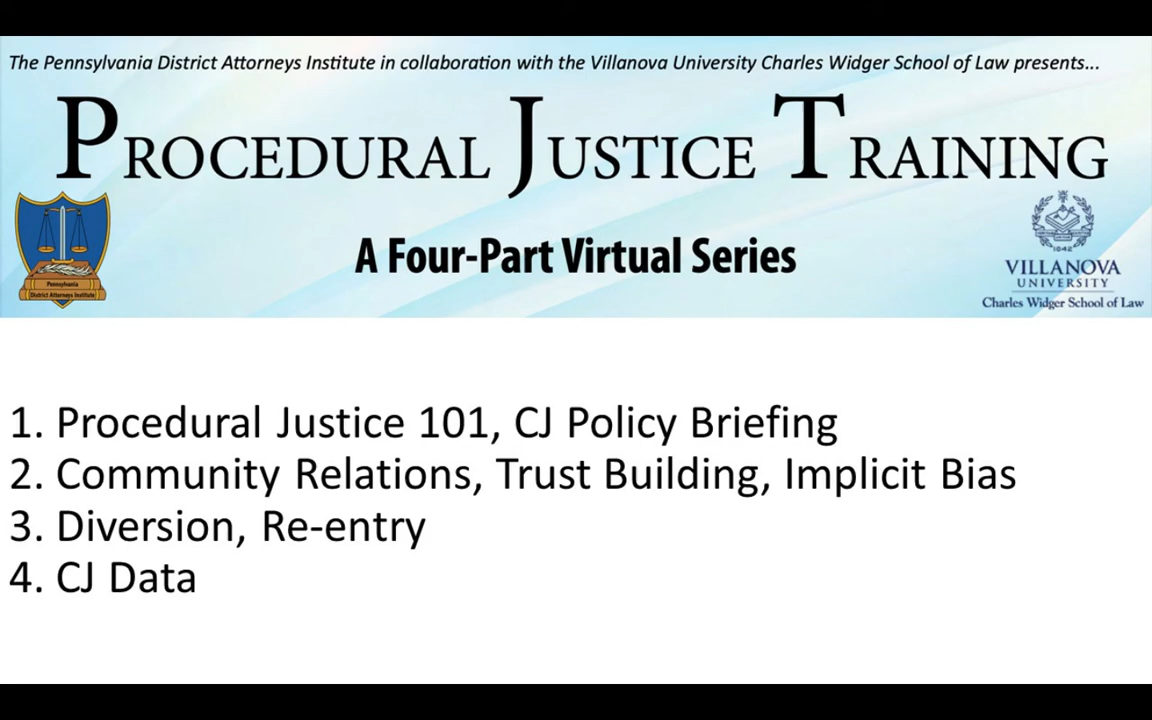 The Pennsylvania District Attorneys Institute in collaboration with the Villanova University Charles Widger School of Law presents...
PROCEDURAL JUSTICE TRAINING
A Four-Part Virtual Series
Pennsylvania
District Attorneys Institute
1842
VILLANOVA
UNIVERSITY
Charles Widger School of Law
1. Procedural Justice 101, CJ Policy Briefing
2. Community Relations, Trust Building, Implicit Bias
3. Diversion, Re-entry
4. CJ Data